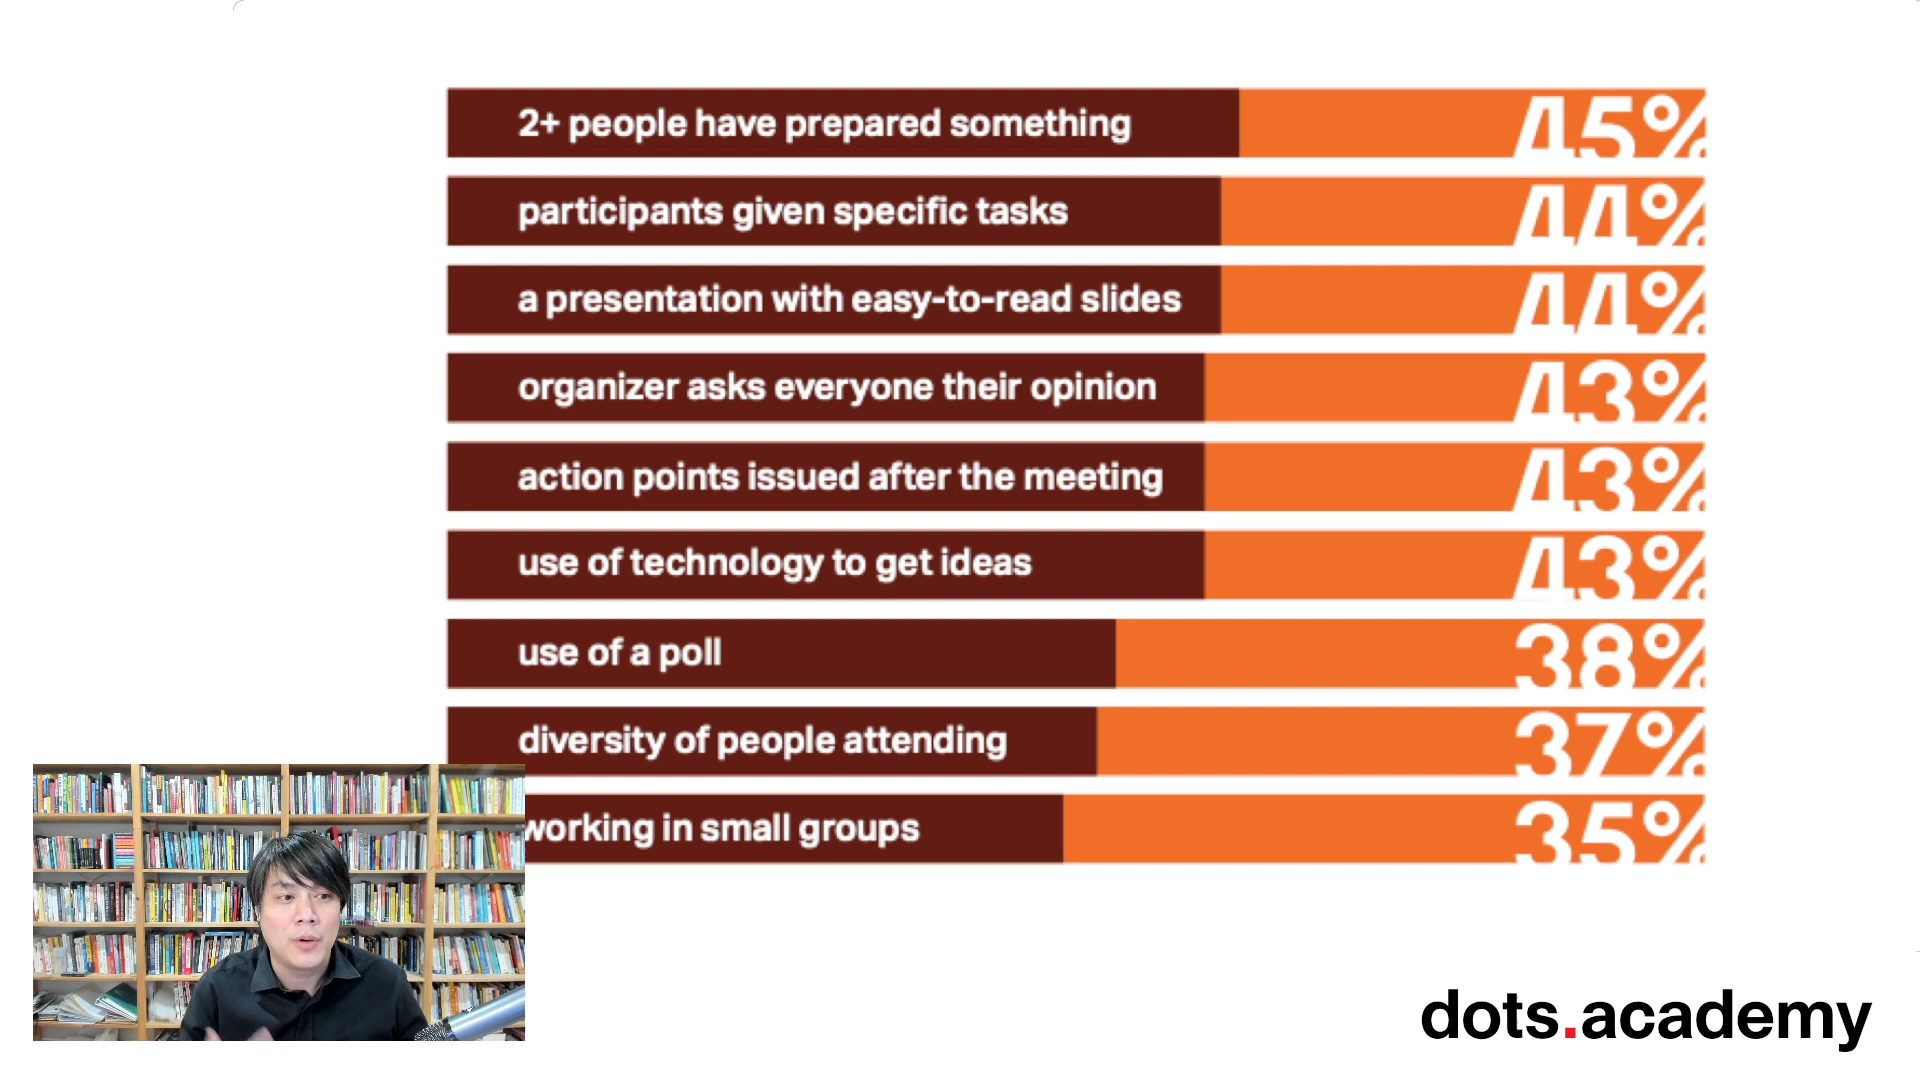 2+ people have prepared something 45%
participants given specific tasks 44%
a presentation with easy-to-read slides 44%
organizer asks everyone their opinion 43%
action points issued after the meeting 43%
use of technology to get ideas 43%
use of a poll 38%
diversity of people attending 37%
working in small groups 35%
dots.academy